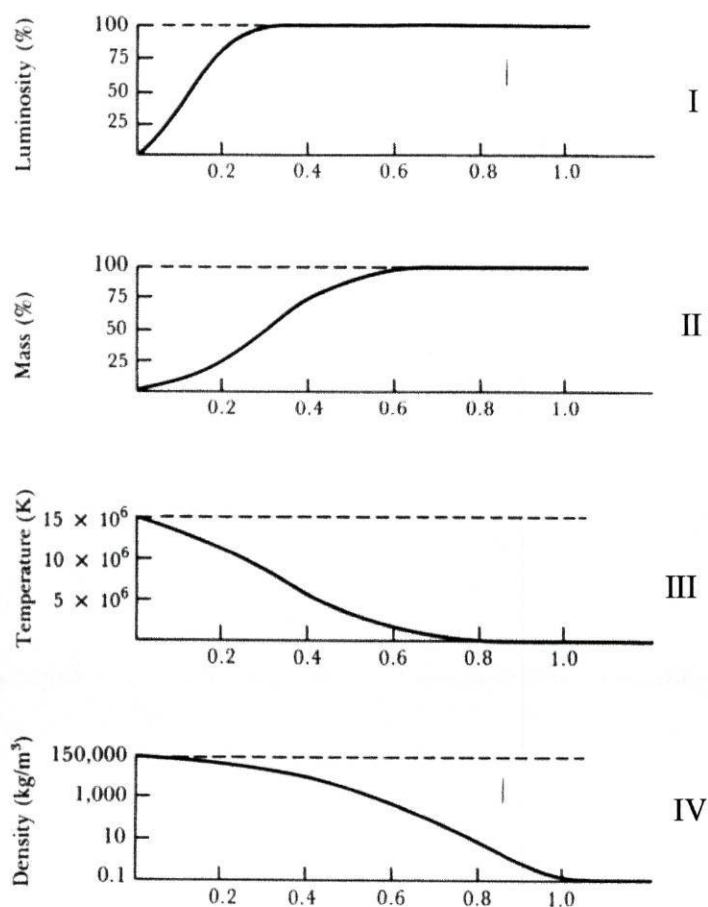 Luminosity (%)
100
75
50
25
0.2 0.4 0.6 0.8 1.0
I
Mass (%)
100
75
50
25
0.2 0.4 0.6 0.8 1.0
II
Temperature (K)
15 × 10⁶
10 × 10⁶
5 × 10⁶
0.2 0.4 0.6 0.8 1.0
III
Density (kg/m³)
150,000
1,000
10
0.1
0.2 0.4 0.6 0.8 1.0
IV